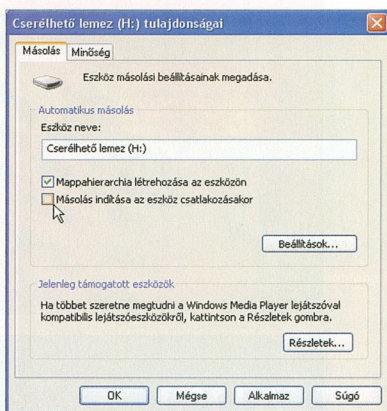 Cserélhető lemez (H:) tulajdonságai
Másolás Minőség
Eszköz másolási beállításainak megadása.
Automatikus másolás
Eszköz neve:
Cserélhető lemez (H:)
Mappahierarchia létrehozása az eszközön
Másolás indítása az eszköz csatlakozásakor
Beállítások...
Jelenleg támogatott eszközök
Ha többet szeretne megtudni a Windows Media Player lejátszóval
kompatibilis lejátszóeszközökről, kattintson a Részletek gombra.
Részletek...
OK Mégse Alkalmaz Súgó